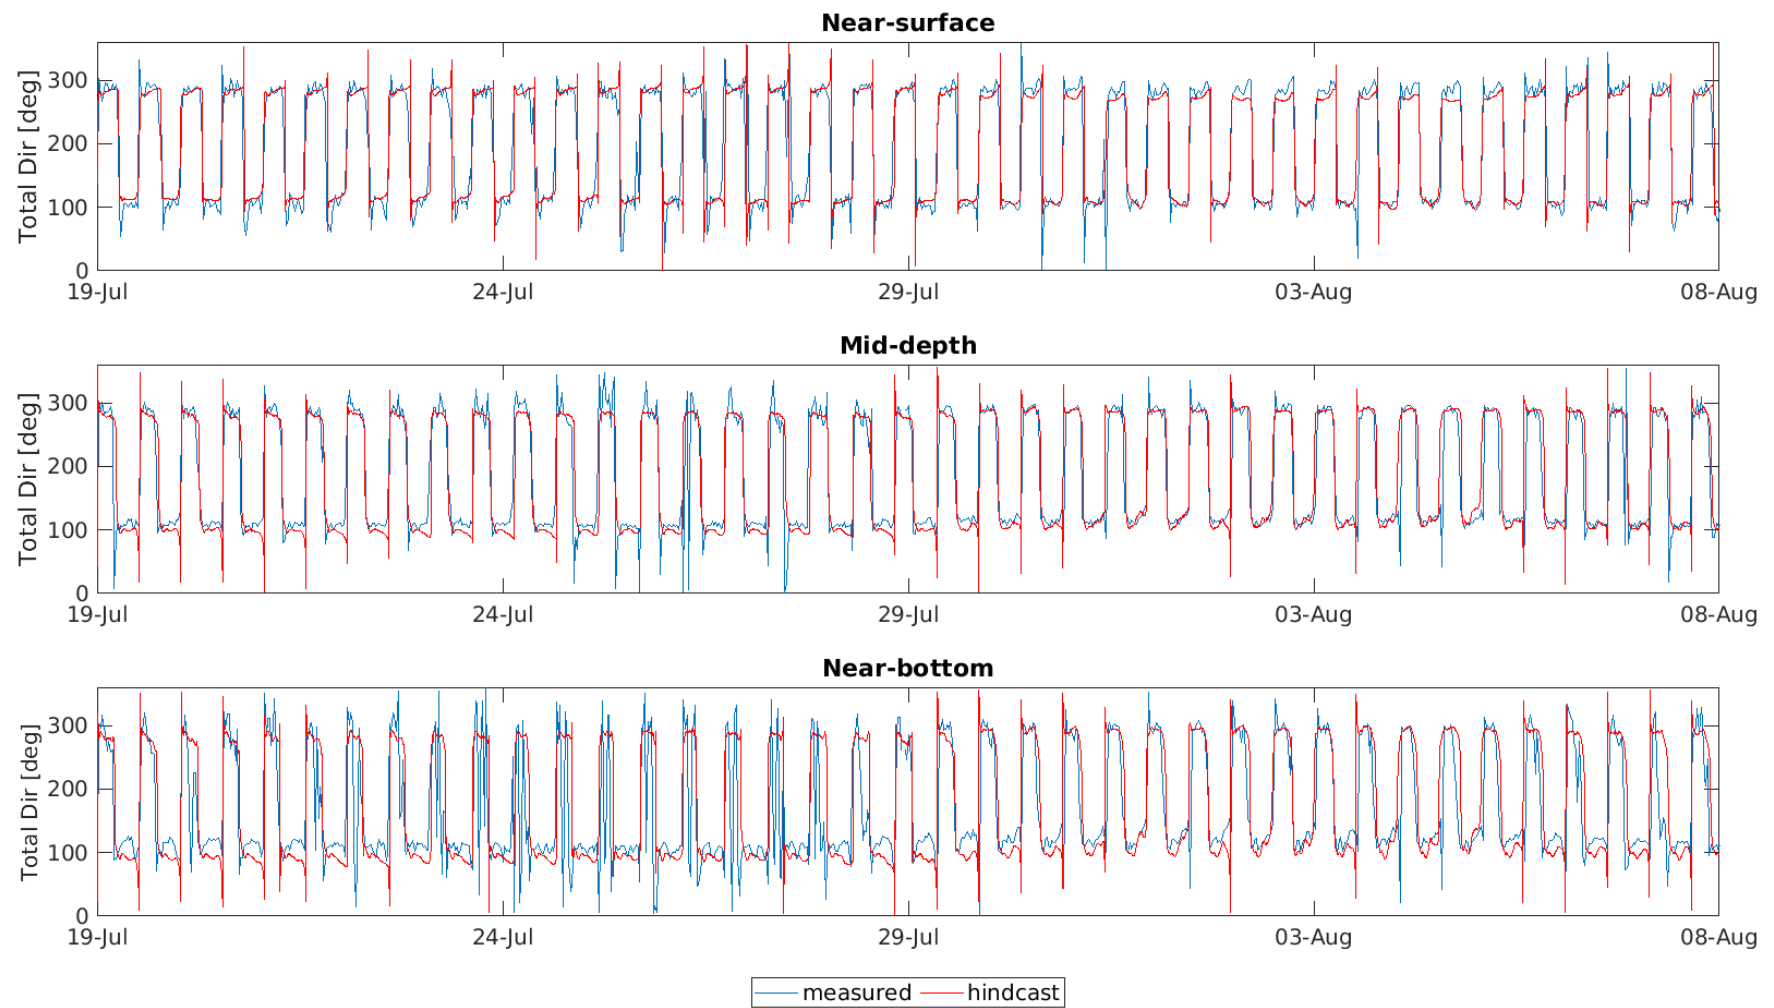 Near-surface
Total Dir [deg]
300
200
100
0
19-Jul 24-Jul 29-Jul 03-Aug 08-Aug
Mid-depth
Total Dir [deg]
300
200
100
0
19-Jul 24-Jul 29-Jul 03-Aug 08-Aug
Near-bottom
Total Dir [deg]
300
200
100
0
19-Jul 24-Jul 29-Jul 03-Aug 08-Aug
measured hindcast